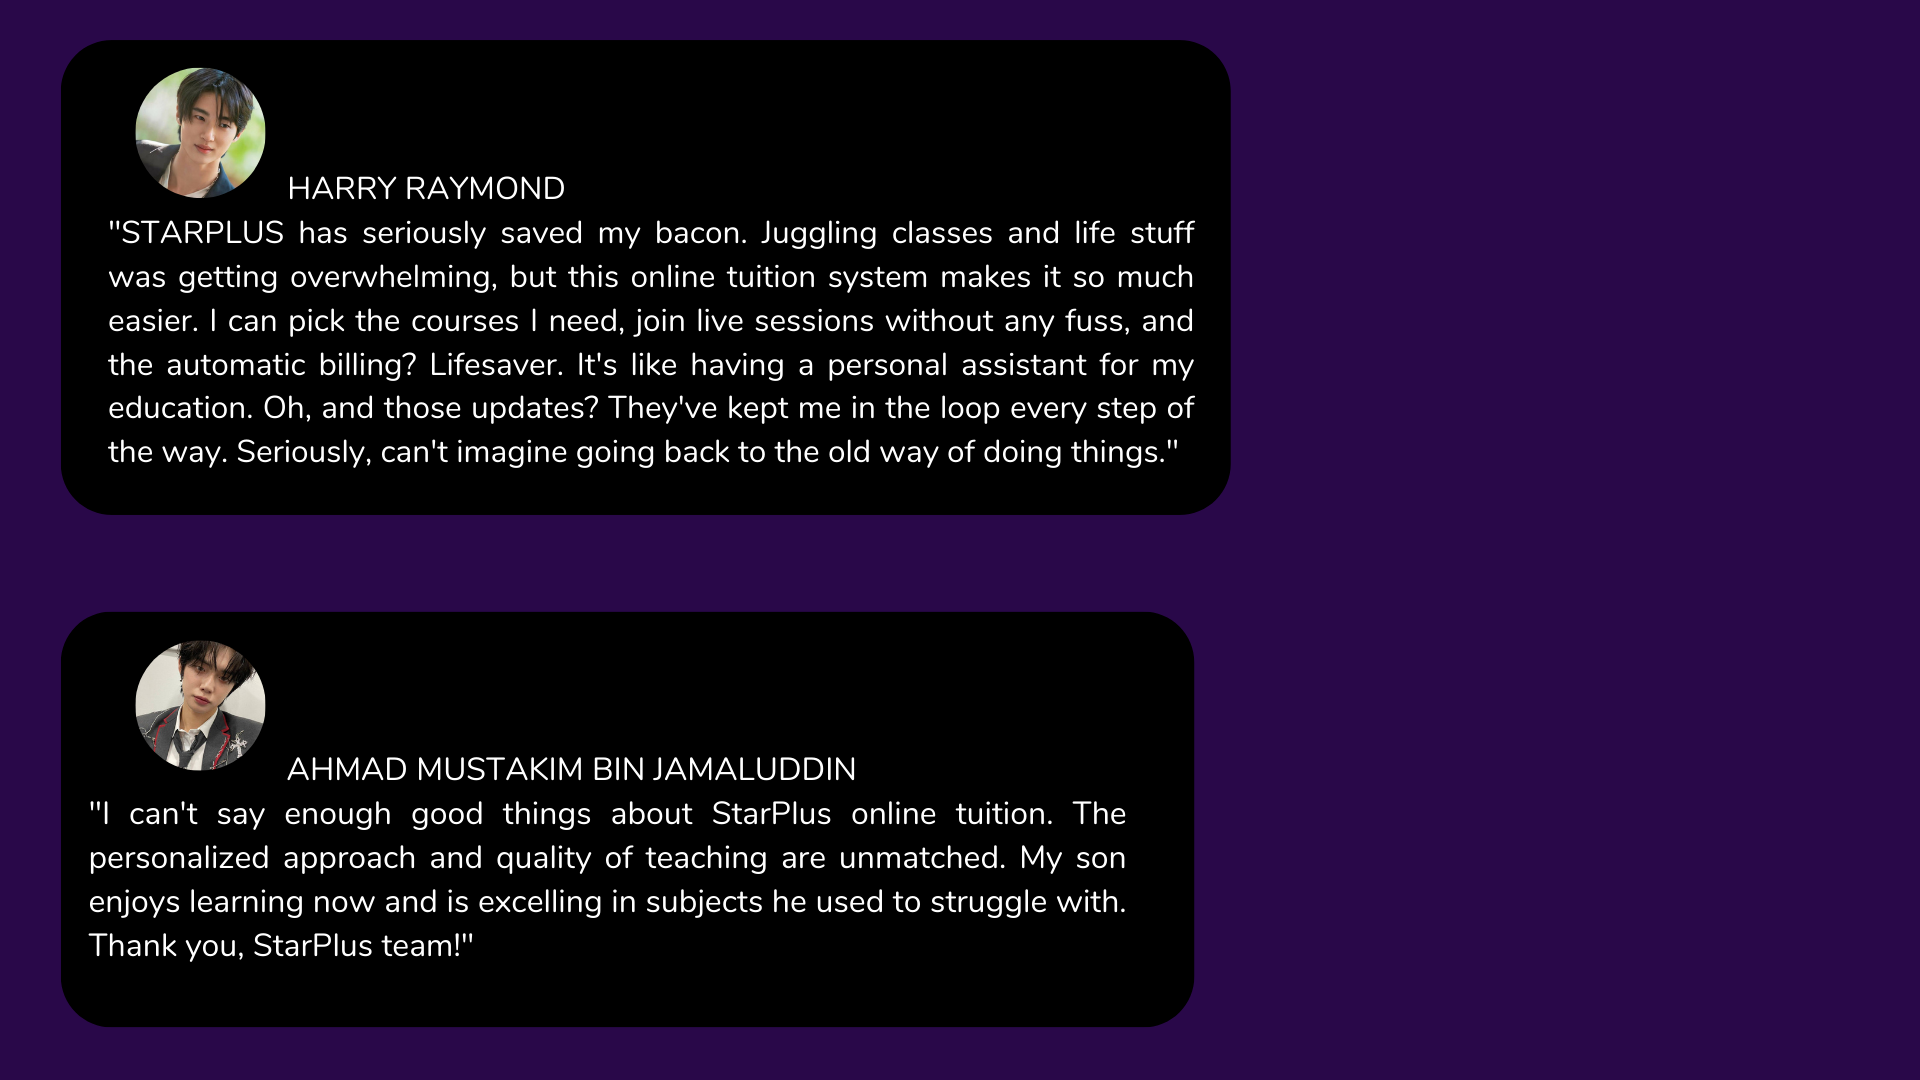 HARRY RAYMOND
"STARPLUS has seriously saved my bacon. Juggling classes and life stuff
was getting overwhelming, but this online tuition system makes it so much
easier. I can pick the courses I need, join live sessions without any fuss, and
the automatic billing? Lifesaver. It's like having a personal assistant for my
education. Oh, and those updates? They've kept me in the loop every step of
the way. Seriously, can't imagine going back to the old way of doing things."
AHMAD MUSTAKIM BIN JAMALUDDIN
"I can't say enough good things about StarPlus online tuition. The
personalized approach and quality of teaching are unmatched. My son
enjoys learning now and is excelling in subjects he used to struggle with.
Thank you, StarPlus team!"